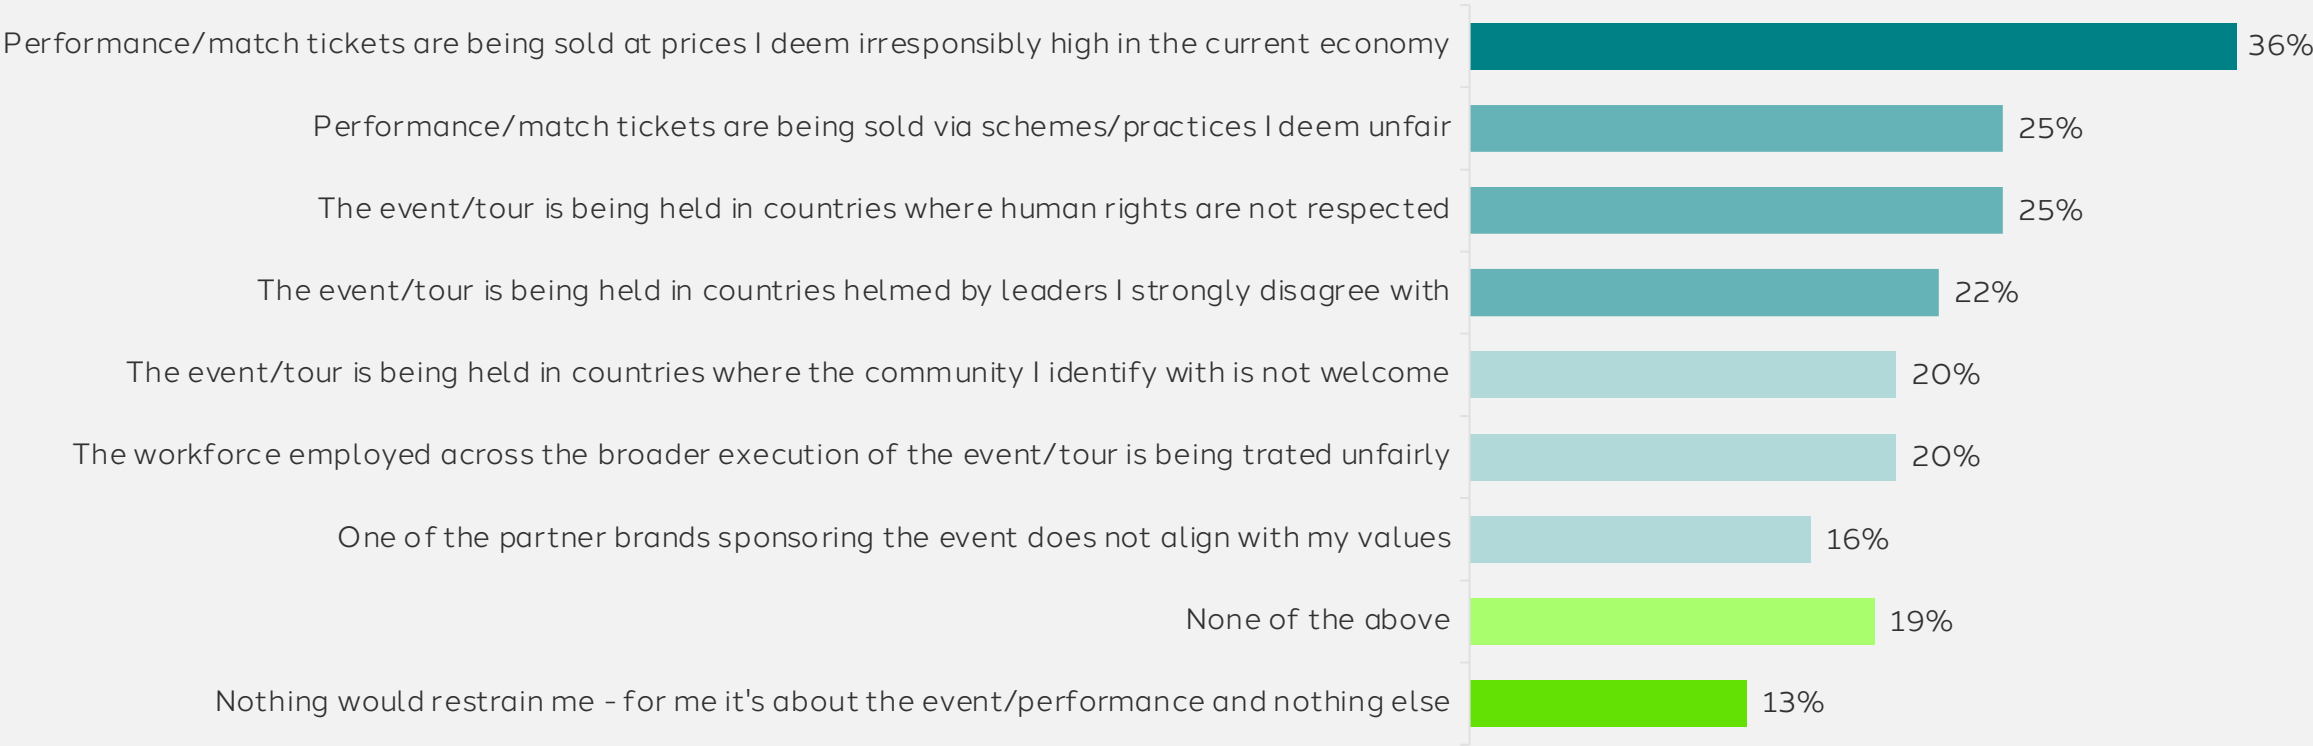 Performance/match tickets are being sold at prices I deem irresponsibly high in the current economy 36%
Performance/match tickets are being sold via schemes/practices I deem unfair 25%
The event/tour is being held in countries where human rights are not respected 25%
The event/tour is being held in countries helmed by leaders I strongly disagree with 22%
The event/tour is being held in countries where the community I identify with is not welcome 20%
The workforce employed across the broader execution of the event/tour is being trated unfairly 20%
One of the partner brands sponsoring the event does not align with my values 16%
None of the above 19%
Nothing would restrain me - for me it's about the event/performance and nothing else 13%